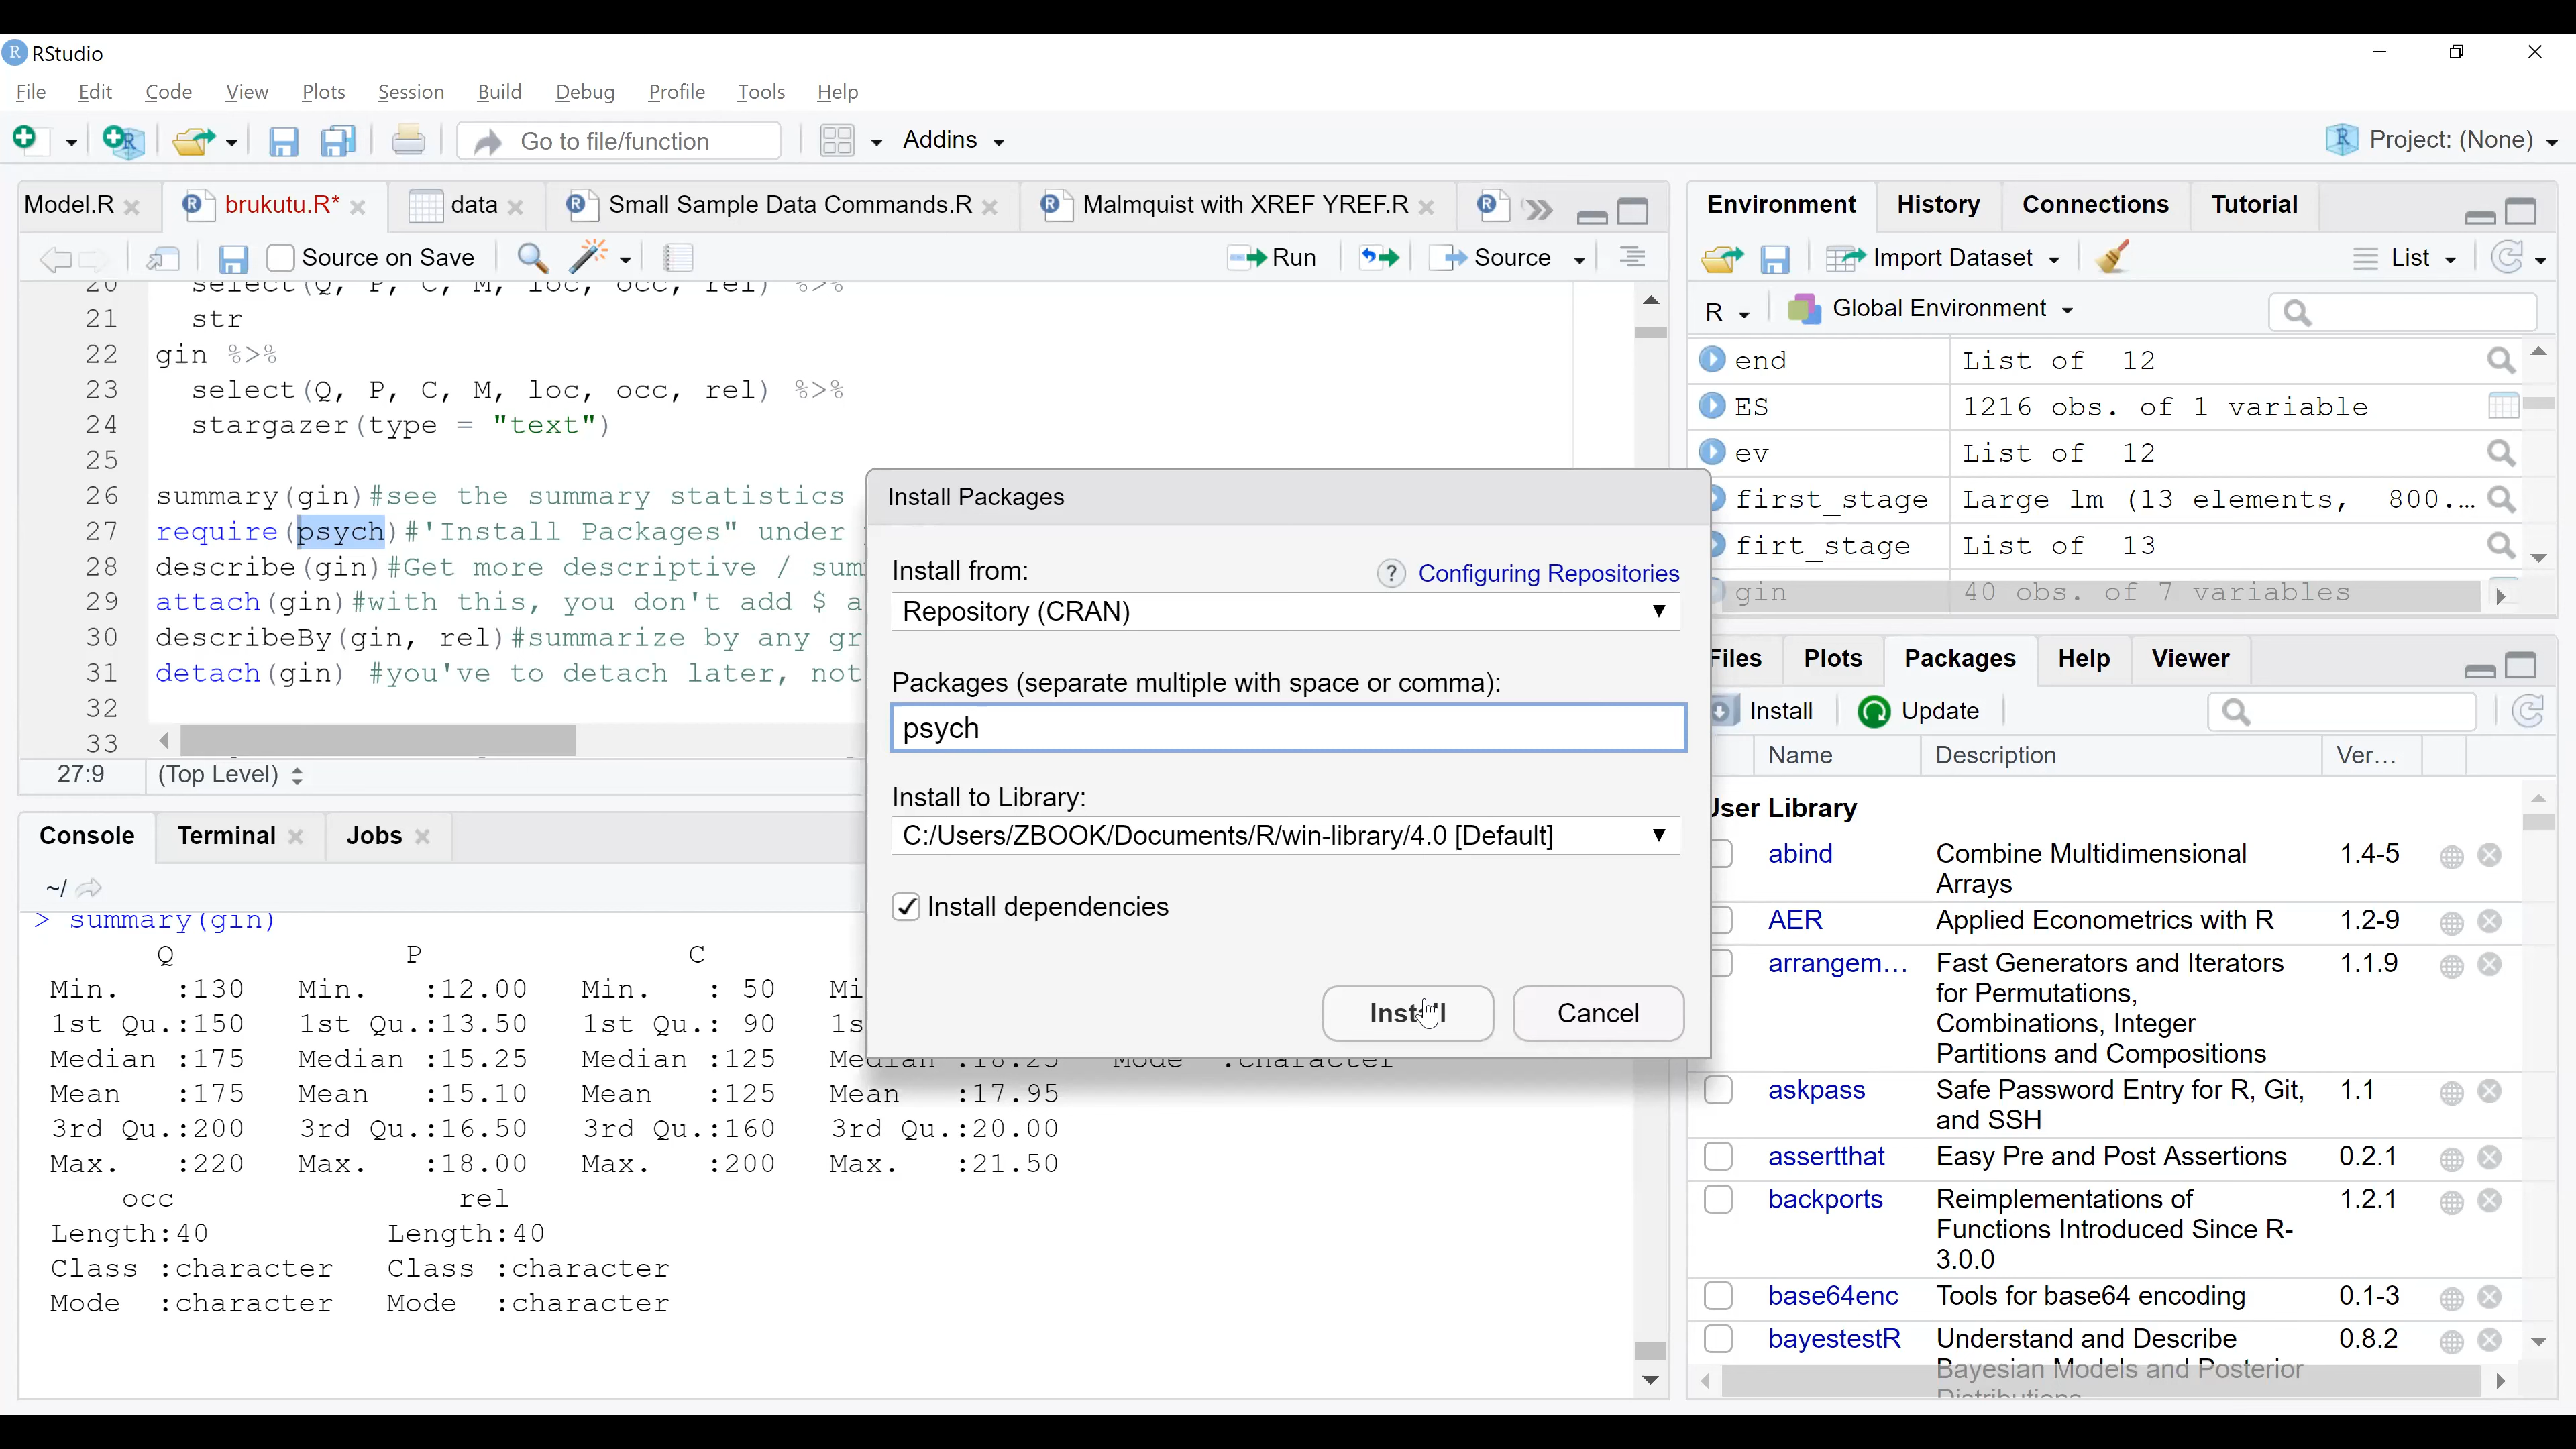 RStudio
File Edit Code View Plots Session Build Debug Profile Tools Help
Go to file/function Addins Project: (None)
Model.R brukutu.R* data Small Sample Data Commands.R Malmquist with XREF YREF.R
Source on Save Run Source
20 select(Q, P, C, M, loc, occ, rel) %>%
21 str
22 gin %>%
23 select(Q, P, C, M, loc, occ, rel) %>%
24 stargazer(type = "text")
25
26 summary(gin)#see the summary statistics
27 require(psych)#'Install Packages" under
28 describe(gin)#Get more descriptive / sum
29 attach(gin)#with this, you don't add $ a
30 describeBy(gin, rel)#summarize by any gr
31 detach(gin) #you've to detach later, not
32
33
27:9 (Top Level)
Console Terminal Jobs
~/
> summary(gin)
Q P C
Min. :130 Min. :12.00 Min. : 50 Mi
1st Qu.:150 1st Qu.:13.50 1st Qu.: 90 1s
Median :175 Median :15.25 Median :125 Median :18.25 Mode :character
Mean :175 Mean :15.10 Mean :125 Mean :17.95
3rd Qu.:200 3rd Qu.:16.50 3rd Qu.:160 3rd Qu.:20.00
Max. :220 Max. :18.00 Max. :200 Max. :21.50
occ rel
Length:40 Length:40
Class :character Class :character
Mode :character Mode :character
Install Packages
Install from: ? Configuring Repositories
Repository (CRAN)
Packages (separate multiple with space or comma):
psych
Install to Library:
C:/Users/ZBOOK/Documents/R/win-library/4.0 [Default]
Install dependencies
Install Cancel
Environment History Connections Tutorial
Import Dataset List
R Global Environment
end List of 12
ES 1216 obs. of 1 variable
ev List of 12
first_stage Large lm (13 elements, 800....
firt_stage List of 13
gin 40 obs. of 7 variables
Files Plots Packages Help Viewer
Install Update
Name Description Ver...
User Library
abind Combine Multidimensional 1.4-5
Arrays
AER Applied Econometrics with R 1.2-9
arrangem... Fast Generators and Iterators 1.1.9
for Permutations,
Combinations, Integer
Partitions and Compositions
askpass Safe Password Entry for R, Git, 1.1
and SSH
assertthat Easy Pre and Post Assertions 0.2.1
backports Reimplementations of 1.2.1
Functions Introduced Since R-
3.0.0
base64enc Tools for base64 encoding 0.1-3
bayestestR Understand and Describe 0.8.2
Bayesian Models and Posterior
Distributions